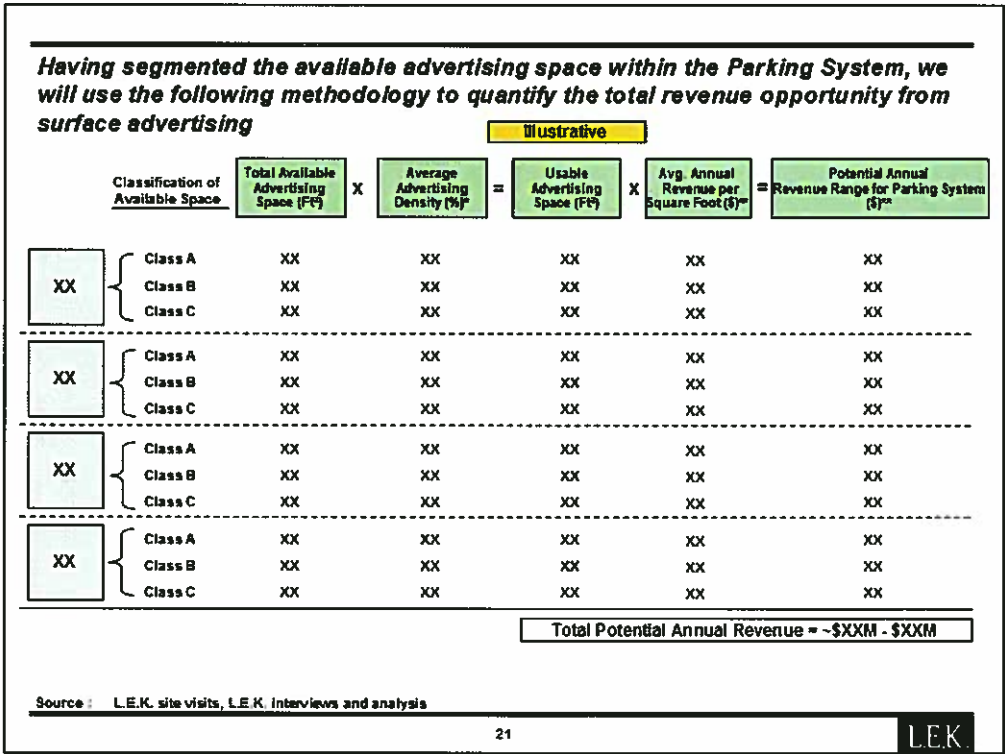 Having segmented the available advertising space within the Parking System, we
will use the following methodology to quantify the total revenue opportunity from
surface advertising
Illustrative
Classification of
Available Space
Total Available
Advertising
Space (Ft²)
X
Average
Advertising
Density (%)*
=
Usable
Advertising
Space (Ft²)
X
Avg. Annual
Revenue per
Square Foot ($)**
=
Potential Annual
Revenue Range for Parking System
($)**
XX
Class A XX XX XX XX XX
Class B XX XX XX XX XX
Class C XX XX XX XX XX
XX
Class A XX XX XX XX XX
Class B XX XX XX XX XX
Class C XX XX XX XX XX
XX
Class A XX XX XX XX XX
Class B XX XX XX XX XX
Class C XX XX XX XX XX
XX
Class A XX XX XX XX XX
Class B XX XX XX XX XX
Class C XX XX XX XX XX
Total Potential Annual Revenue = ~$XXM - $XXM
Source : L.E.K. site visits, L.E.K. Interviews and analysis
21
L.E.K.